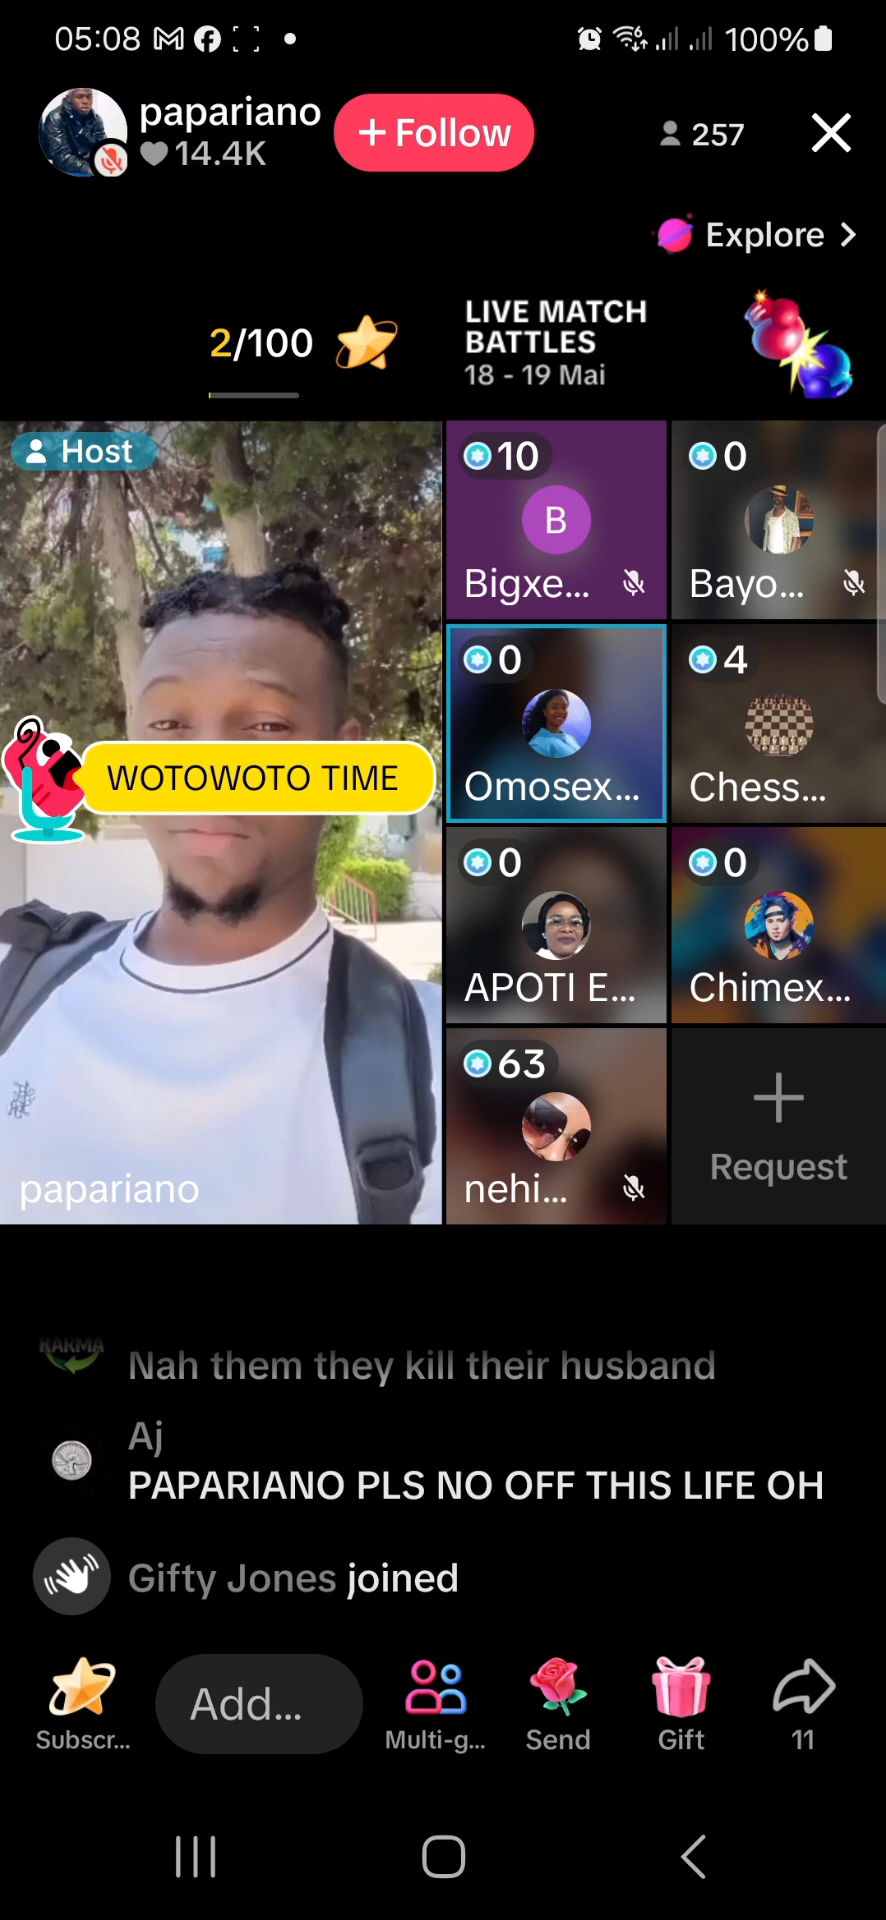 05:08
100%
papariano
14.4K
+ Follow
257
Explore
2/100
LIVE MATCH
BATTLES
18 - 19 Mai
Host
10
B
Bigxe...
0
Bayo...
0
Omosex...
4
Chess...
WOTOWOTO TIME
0
APOTI E...
0
Chimex...
63
nehi...
Request
papariano
KARMA
Nah them they kill their husband
Aj
PAPARIANO PLS NO OFF THIS LIFE OH
Gifty Jones joined
Add...
Subscr...
Multi-g...
Send
Gift
11